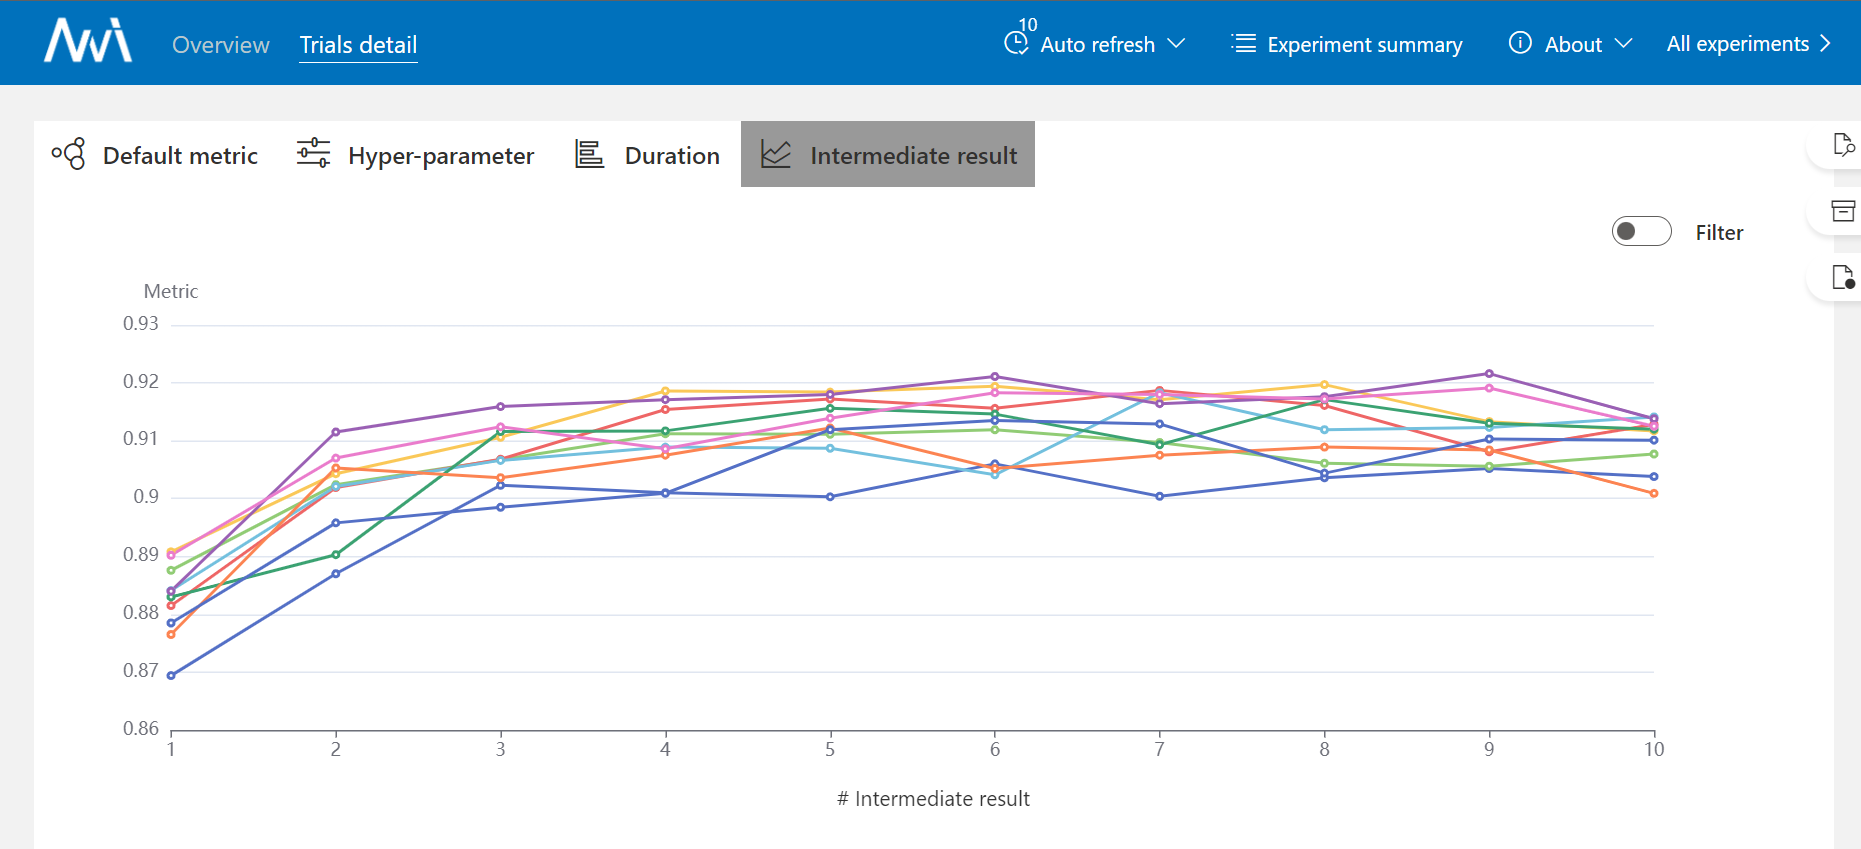 NNI
Overview
Trials detail
10
Auto refresh
Experiment summary
About
All experiments
Default metric
Hyper-parameter
Duration
Intermediate result
Filter
Metric
0.93
0.92
0.91
0.9
0.89
0.88
0.87
0.86
1 2 3 4 5 6 7 8 9 10
# Intermediate result